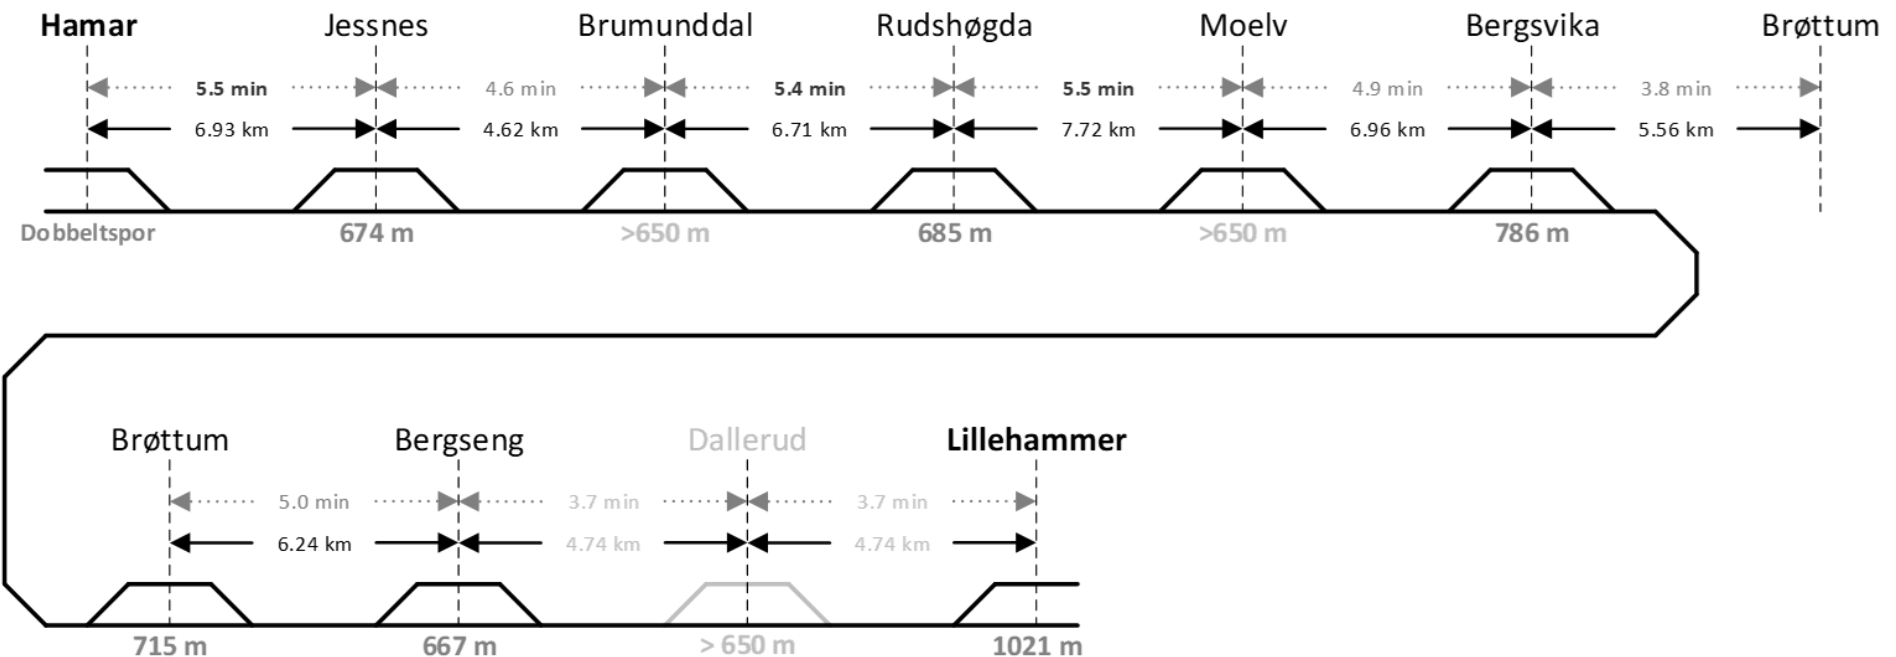 Hamar Jessnes Brumunddal Rudshøgda Moelv Bergsvika Brøttum
5.5 min 4.6 min 5.4 min 5.5 min 4.9 min 3.8 min
6.93 km 4.62 km 6.71 km 7.72 km 6.96 km 5.56 km
Dobbeltspor 674 m >650 m 685 m >650 m 786 m
Brøttum Bergseng Dallerud Lillehammer
5.0 min 3.7 min 3.7 min
6.24 km 4.74 km 4.74 km
715 m 667 m > 650 m 1021 m